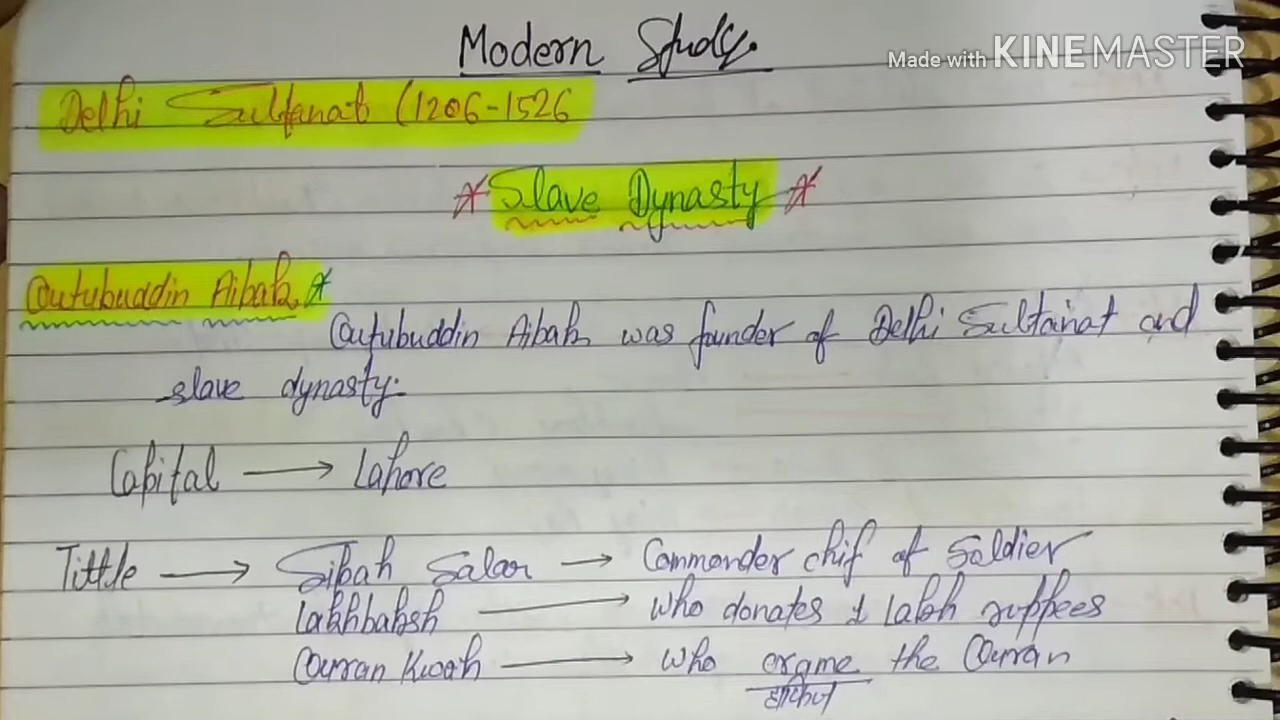 Modern Study.
Made with KINEMASTER
Delhi Sultanat (1206-1526
Slave Dynasty
Qutubuddin Aibak
Qutubuddin Aibak was founder of Delhi Sultanat and
slave dynasty.
Capital → Lahore
Tittle → Sipah Salar → Commander chif of Soldier
Lakhbaksh → who donates 1 lakh ruppees
Quran Kwah → who the Quran